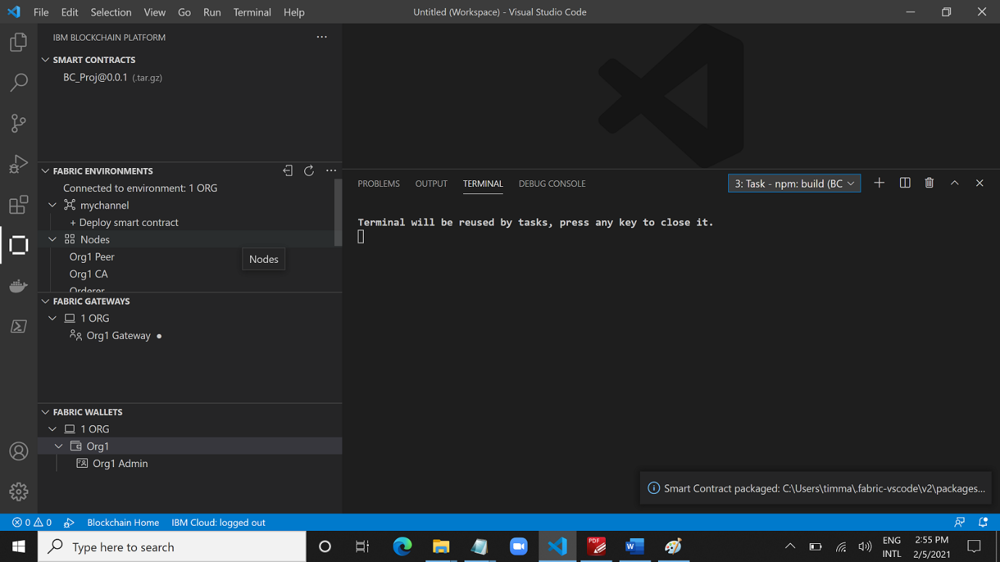 File Edit Selection View Go Run Terminal Help
Untitled (Workspace) - Visual Studio Code
IBM BLOCKCHAIN PLATFORM
SMART CONTRACTS
BC_Proj@0.0.1 (.tar.gz)
FABRIC ENVIRONMENTS
Connected to environment: 1 ORG
mychannel
+ Deploy smart contract
Nodes
Org1 Peer
Nodes
Org1 CA
Orderer
FABRIC GATEWAYS
1 ORG
Org1 Gateway
FABRIC WALLETS
1 ORG
Org1
Org1 Admin
PROBLEMS OUTPUT TERMINAL DEBUG CONSOLE
3: Task - npm: build (BC
Terminal will be reused by tasks, press any key to close it.
Smart Contract packaged: C:\Users\timma\.fabric-vscode\v2\packages...
0 0 Blockchain Home IBM Cloud: logged out
Type here to search
PDF
W
ENG
INTL
2:55 PM
2/5/2021